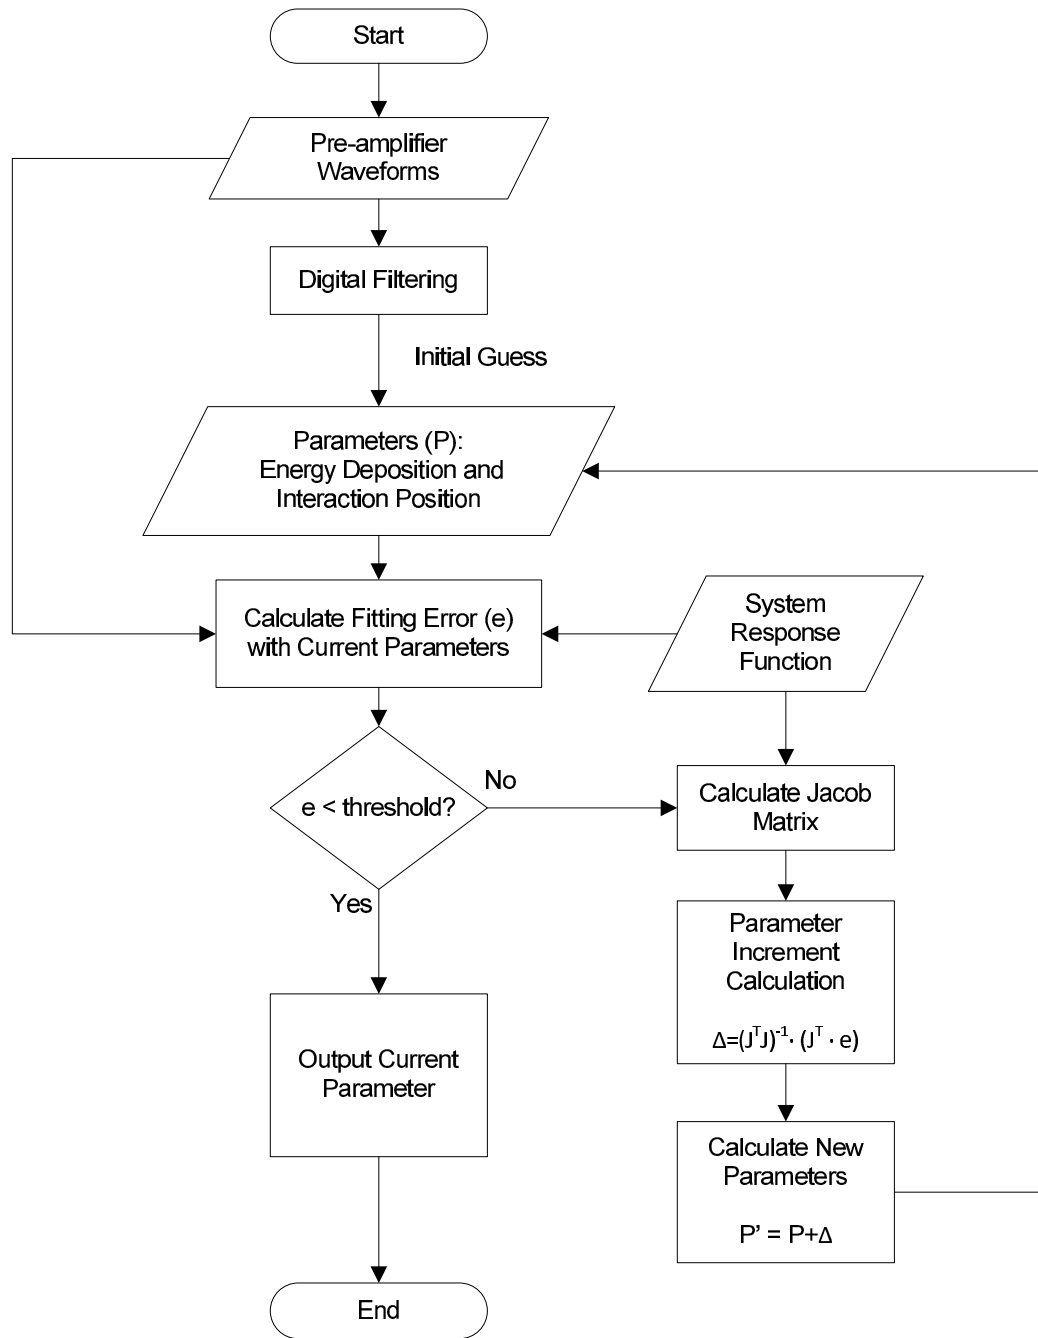 Start
Pre-amplifier
Waveforms
Digital Filtering
Initial Guess
Parameters (P):
Energy Deposition and
Interaction Position
Calculate Fitting Error (e)
with Current Parameters
System
Response
Function
e < threshold?
No
Yes
Calculate Jacob
Matrix
Parameter
Increment
Calculation
Δ=(JᵀJ)⁻¹· (Jᵀ · e)
Output Current
Parameter
Calculate New
Parameters
P’ = P+Δ
End